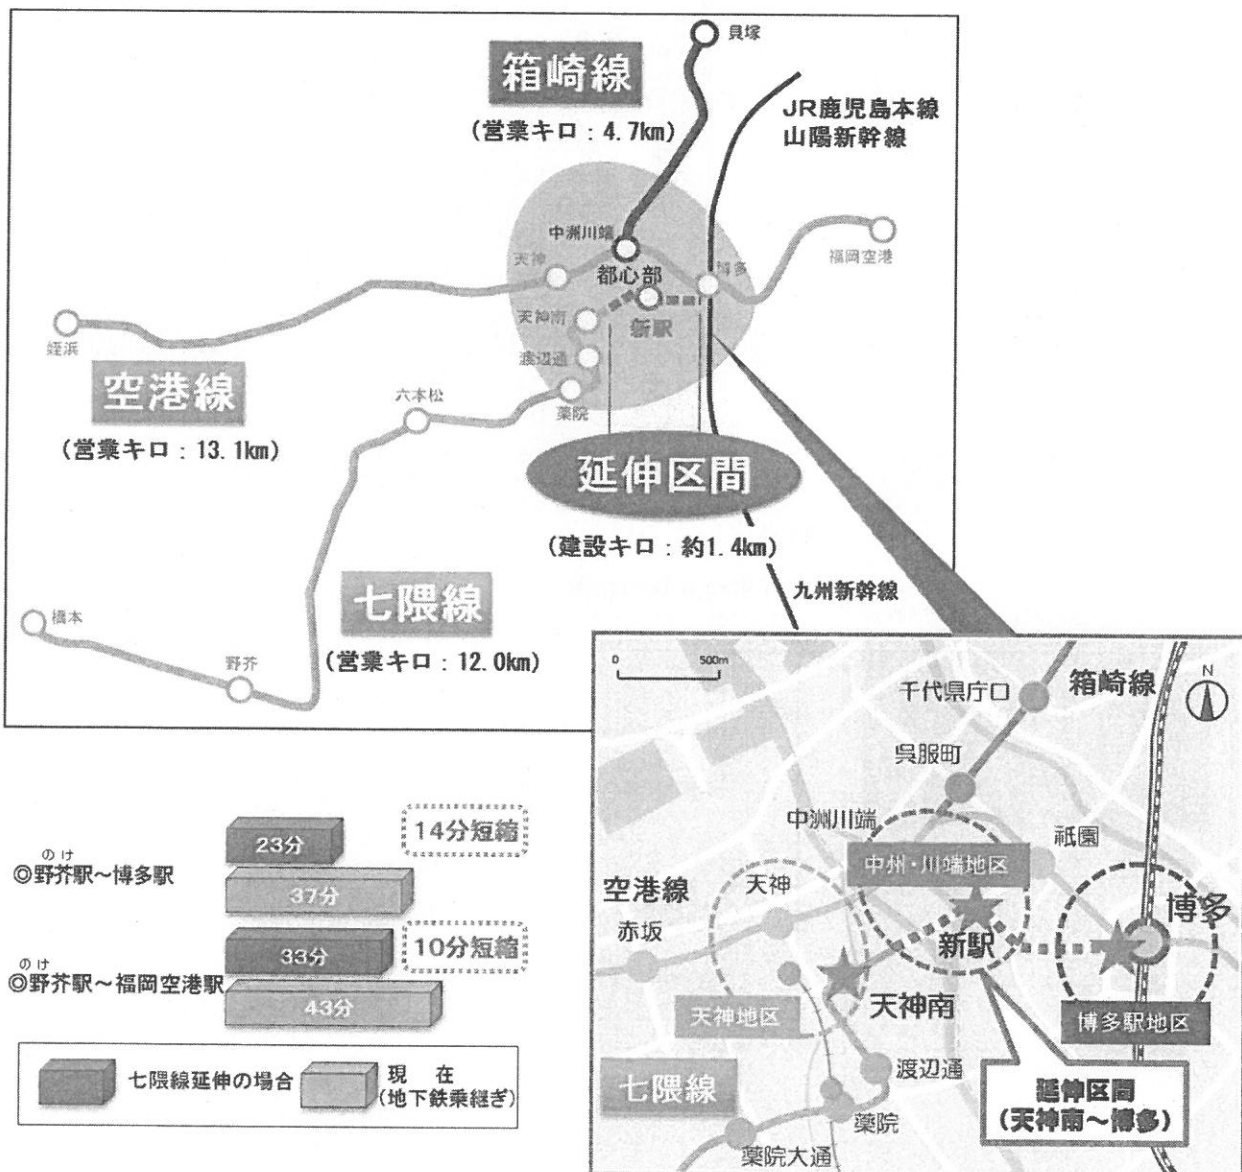 貝塚
箱崎線
(営業キロ：4.7km)
JR鹿児島本線
山陽新幹線
中洲川端
福岡空港
天神
都心部
博多
天神南
新駅
姪浜
渡辺通
空港線
六本松
薬院
(営業キロ：13.1km)
延伸区間
(建設キロ：約1.4km)
九州新幹線
七隈線
橋本
野芥
(営業キロ：12.0km)
0 500m
千代県庁口
箱崎線
N
呉服町
中洲川端
祇園
中州・川端地区
空港線
天神
博多
赤坂
新駅
天神南
天神地区
博多駅地区
渡辺通
七隈線
延伸区間
(天神南～博多)
薬院
薬院大通
23分
14分短縮
のけ
◎野芥駅～博多駅
37分
33分
10分短縮
のけ
◎野芥駅～福岡空港駅
43分
七隈線延伸の場合
現 在
(地下鉄乗継ぎ)